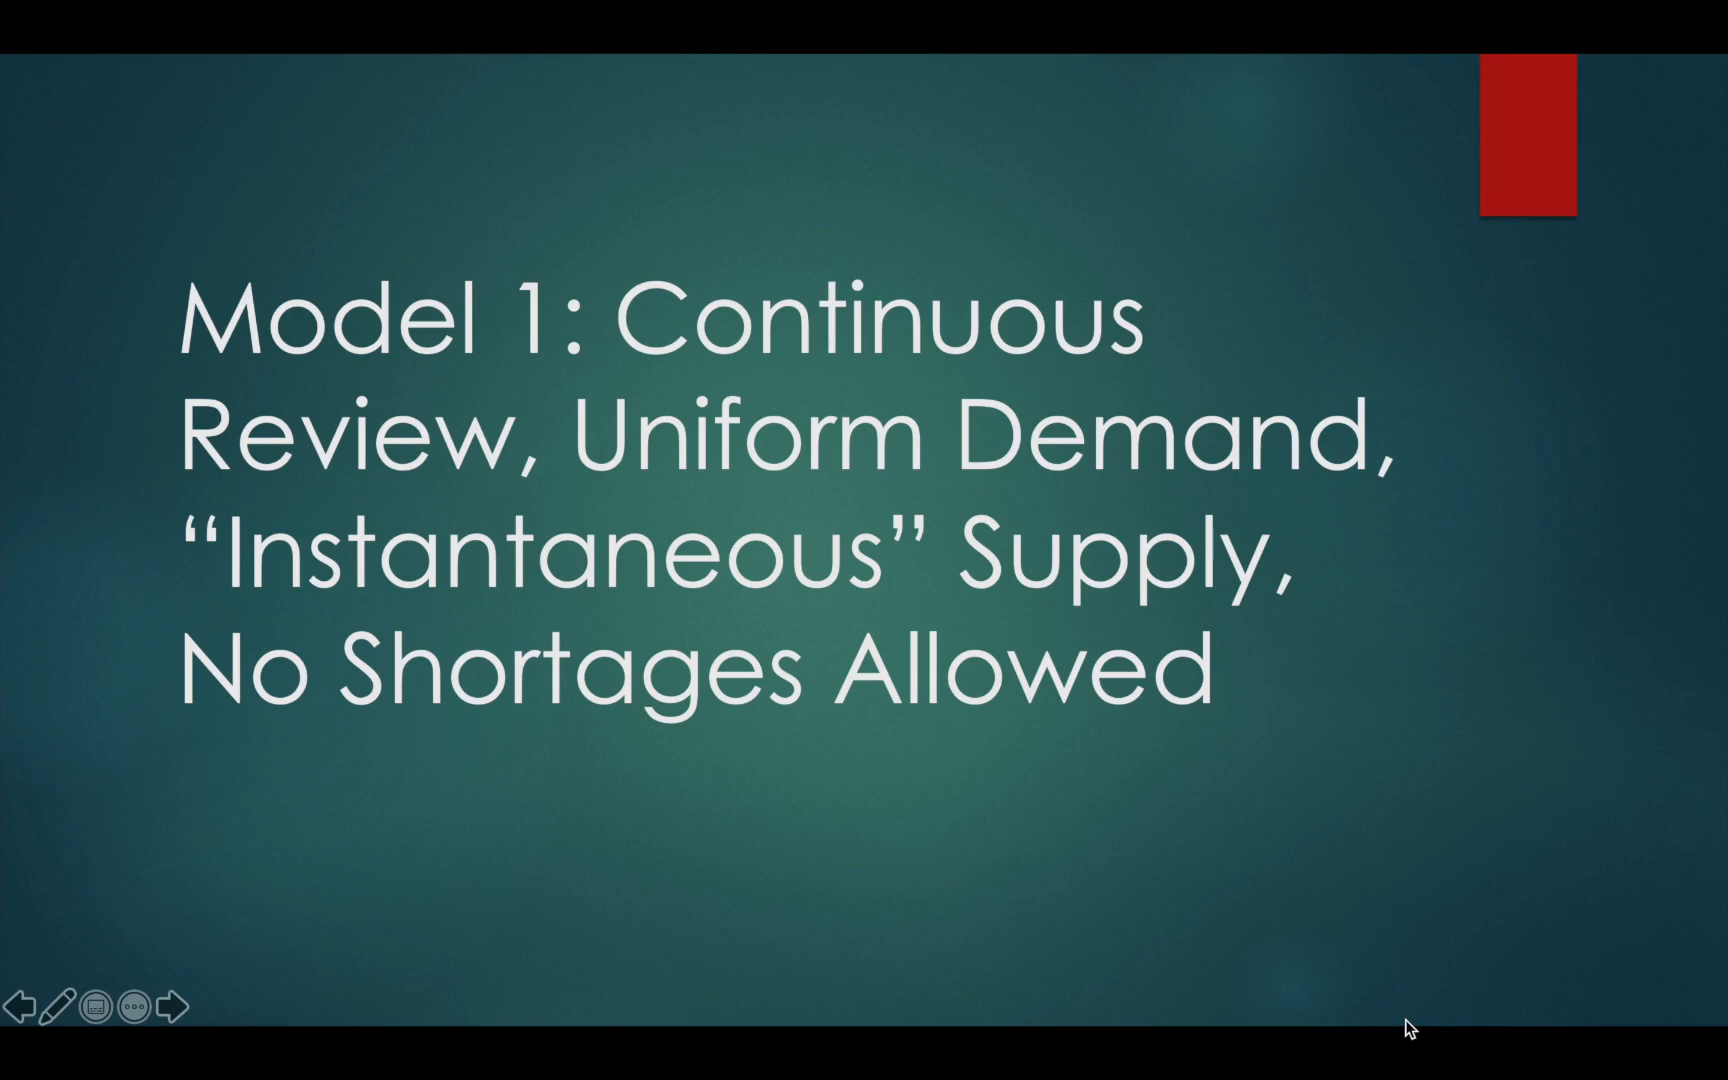 Model 1: Continuous
Review, Uniform Demand,
“Instantaneous” Supply,
No Shortages Allowed